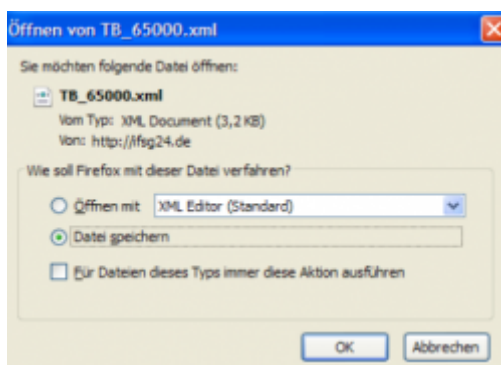 Öffnen von TB_65000.xml
Sie möchten folgende Datei öffnen:
TB_65000.xml
Vom Typ: XML Document (3,2 KB)
Von: http://ifsg24.de
Wie soll Firefox mit dieser Datei verfahren?
Öffnen mit XML Editor (Standard)
Datei speichern
Für Dateien dieses Typs immer diese Aktion ausführen
OK Abbrechen